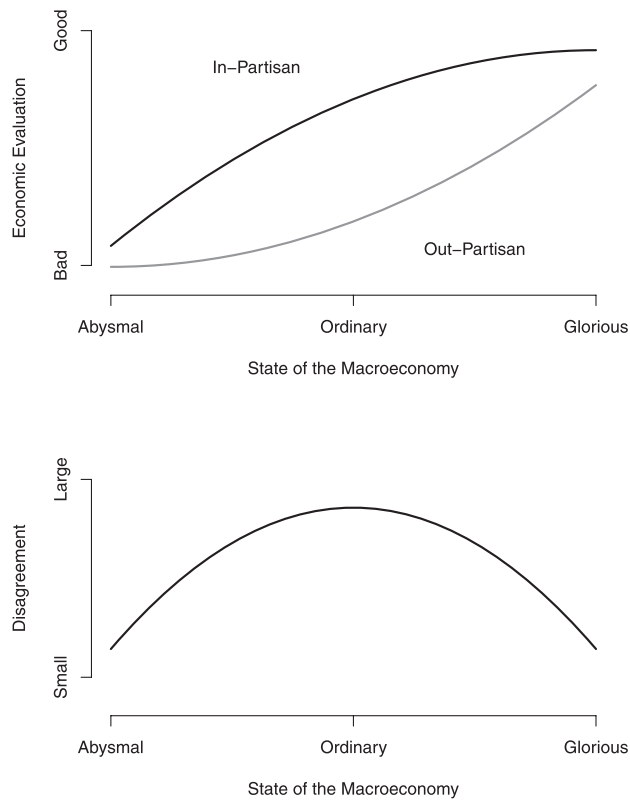 Good
In−Partisan
Economic Evaluation
Out−Partisan
Bad
Abysmal
Ordinary
Glorious
State of the Macroeconomy
Large
Disagreement
Small
Abysmal
Ordinary
Glorious
State of the Macroeconomy